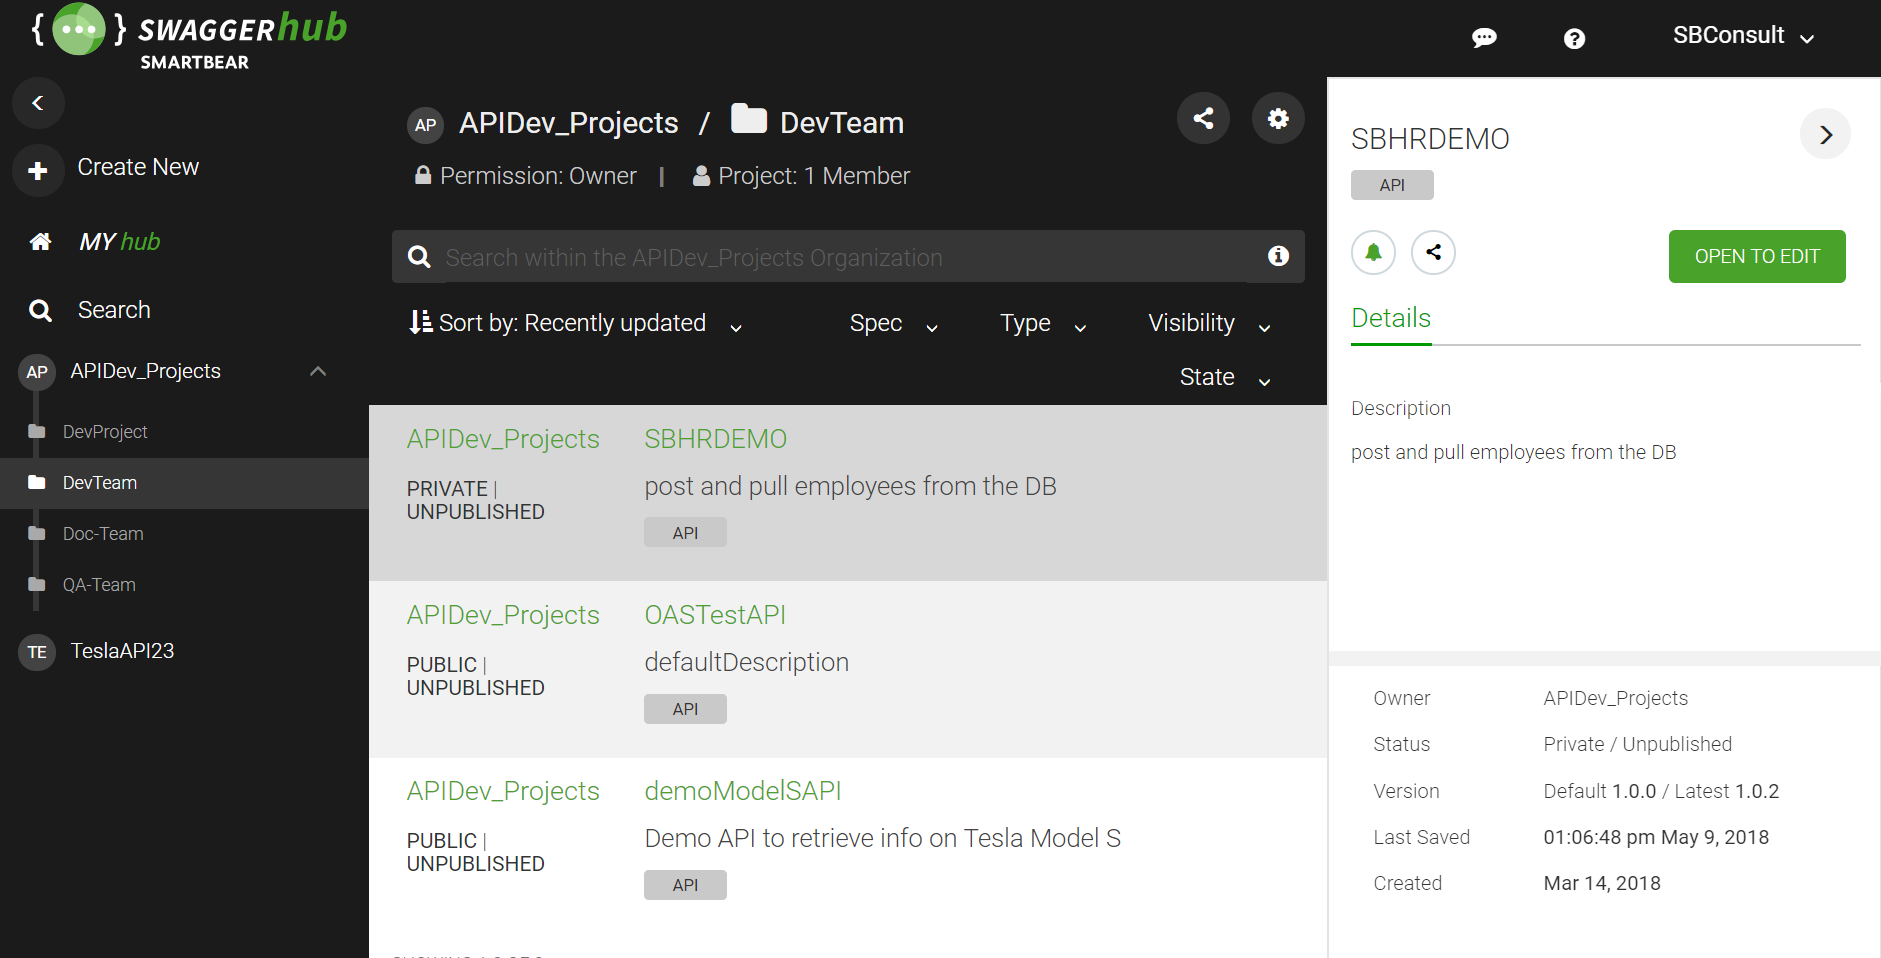 SWAGGERhub
SMARTBEAR
SBConsult
Create New
MY hub
Search
AP APIDev_Projects
DevProject
DevTeam
Doc-Team
QA-Team
TE TeslaAPI23
AP APIDev_Projects / DevTeam
Permission: Owner | Project: 1 Member
Search within the APIDev_Projects Organization
Sort by: Recently updated Spec Type Visibility
State
APIDev_Projects SBHRDEMO
PRIVATE | UNPUBLISHED
post and pull employees from the DB
API
APIDev_Projects OASTestAPI
PUBLIC | UNPUBLISHED
defaultDescription
API
APIDev_Projects demoModelSAPI
PUBLIC | UNPUBLISHED
Demo API to retrieve info on Tesla Model S
API
SBHRDEMO
API
OPEN TO EDIT
Details
Description
post and pull employees from the DB
Owner APIDev_Projects
Status Private / Unpublished
Version Default 1.0.0 / Latest 1.0.2
Last Saved 01:06:48 pm May 9, 2018
Created Mar 14, 2018